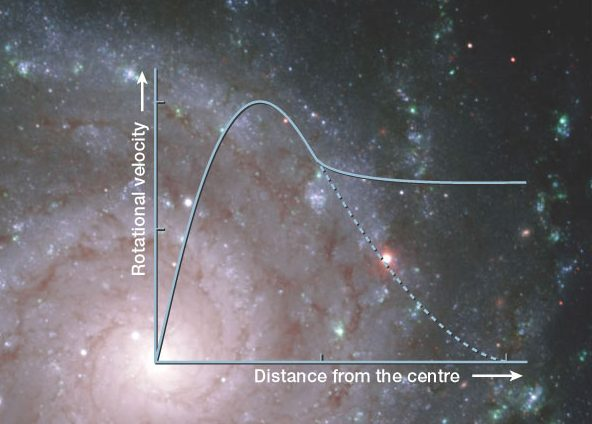 Rotational velocity
Distance from the centre